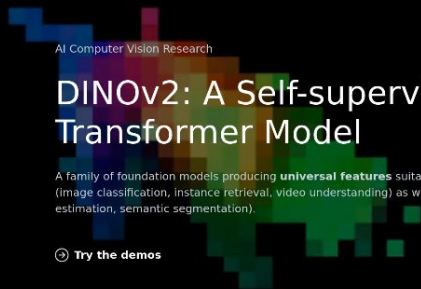 AI Computer Vision Research
DINOv2: A Self-superv
Transformer Model
A family of foundation models producing universal features suita
(image classification, instance retrieval, video understanding) as w
estimation, semantic segmentation).
Try the demos